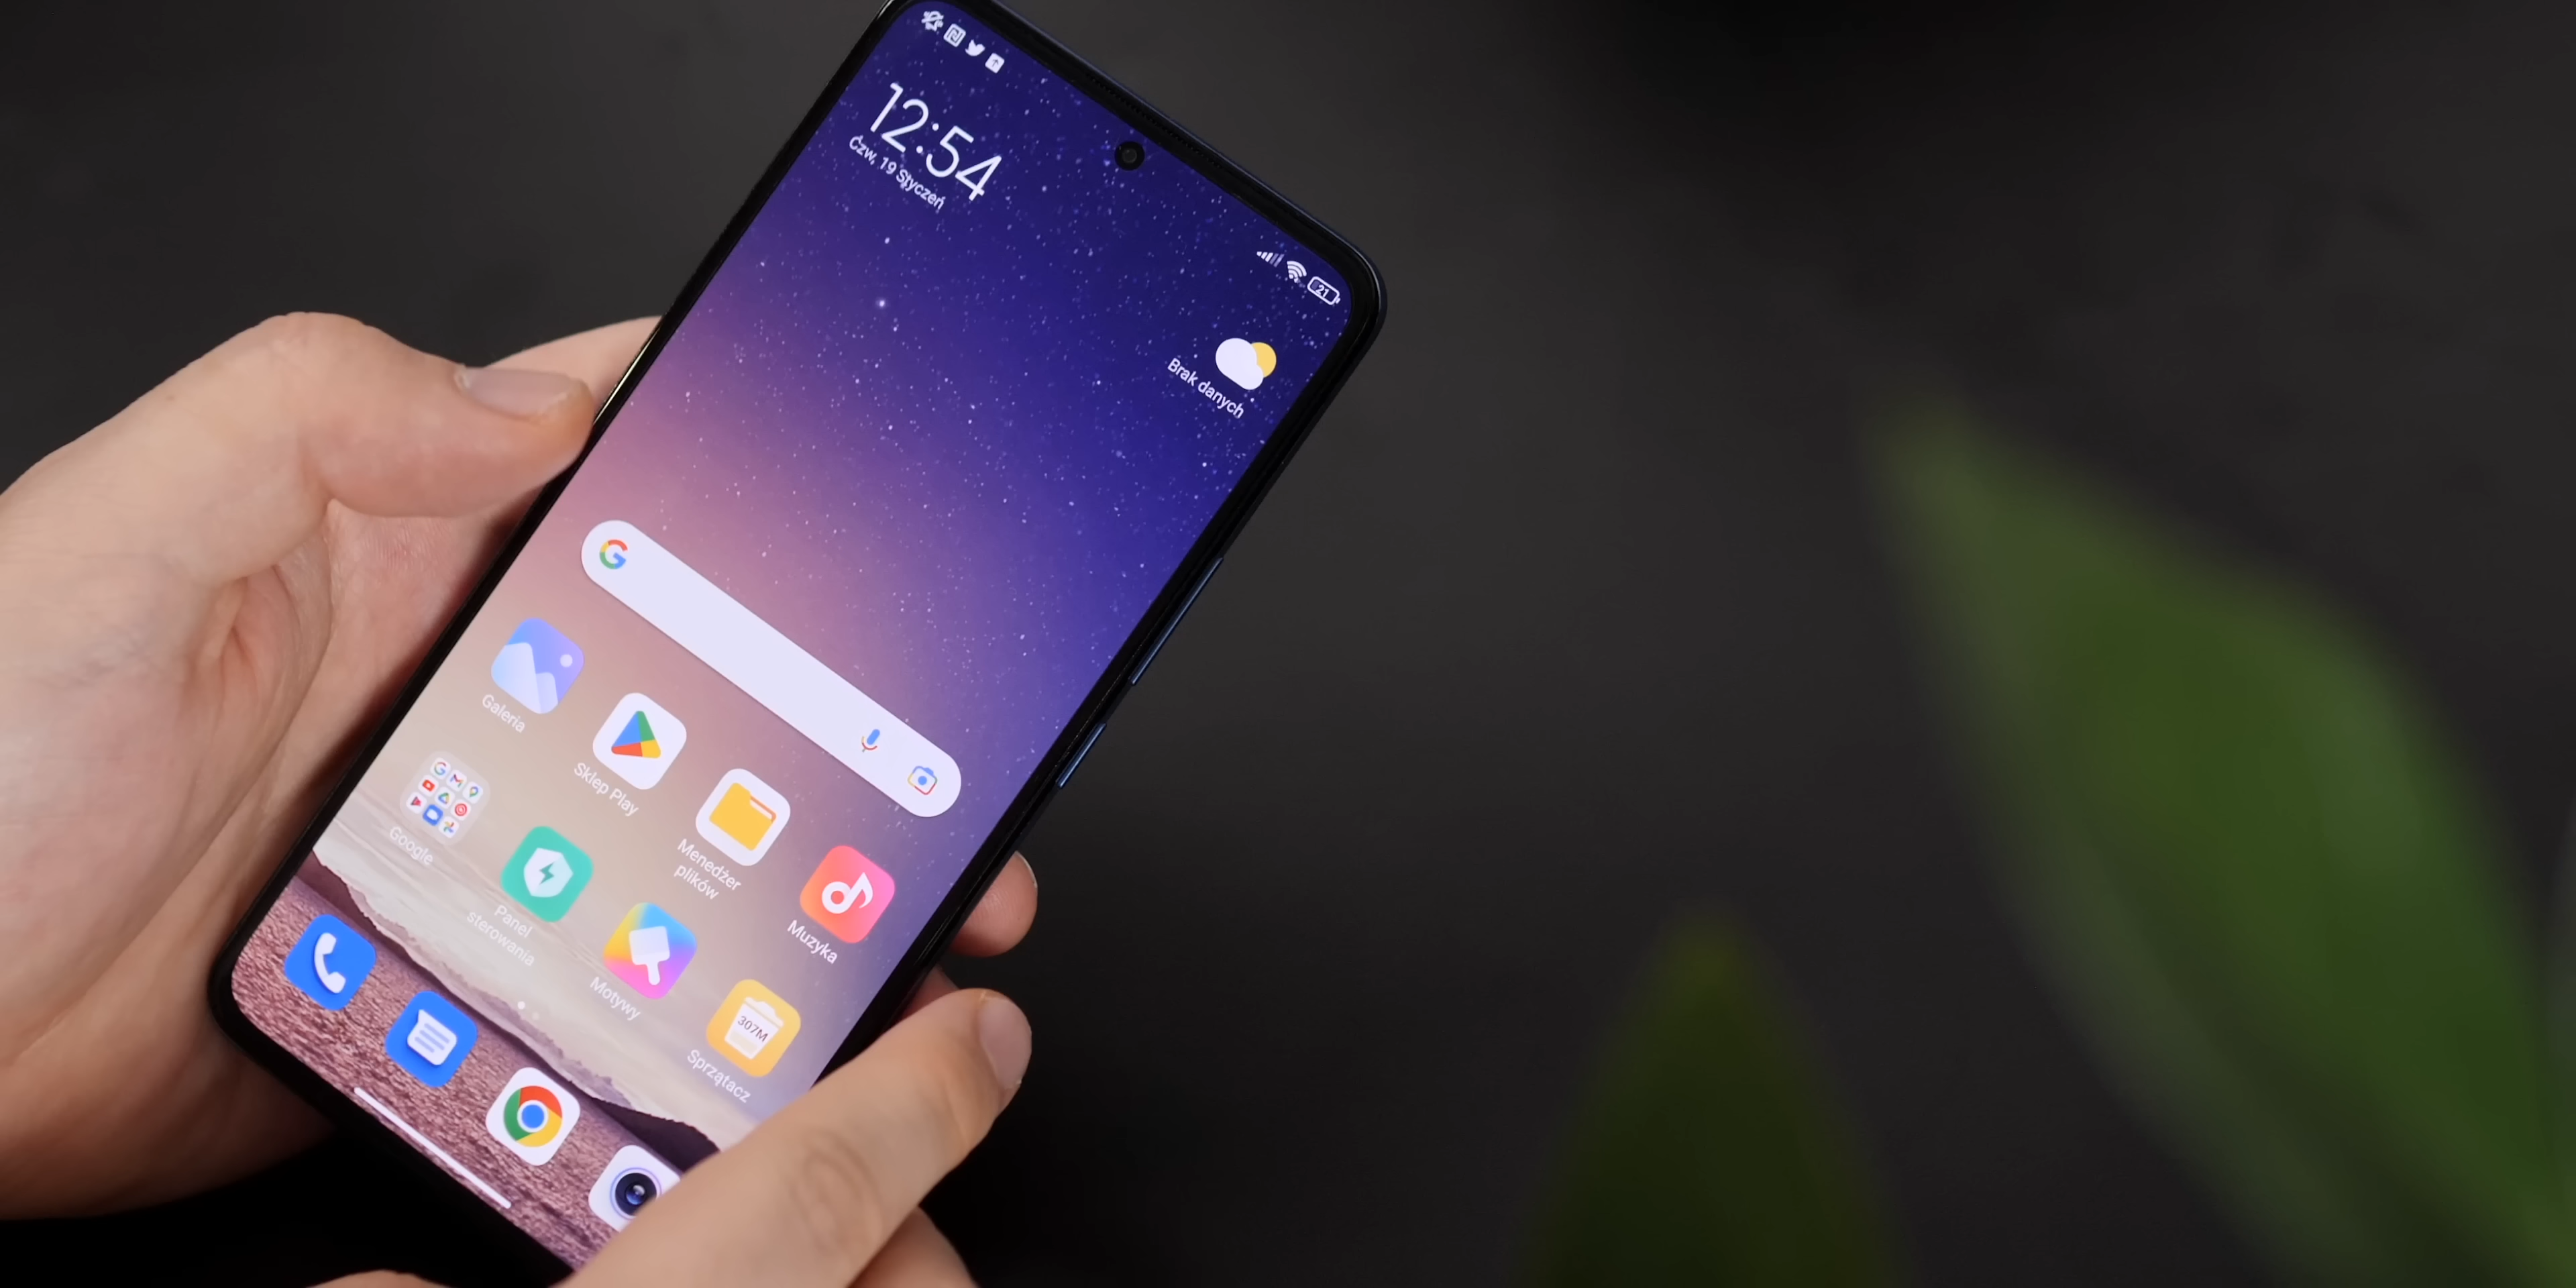 12:54
Czw, 19 Styczeń
21
Brak danych
Galeria
Sklep Play
Menedżer
plików
Muzyka
Google
Panel
sterowania
Motywy
307M
Sprzątacz